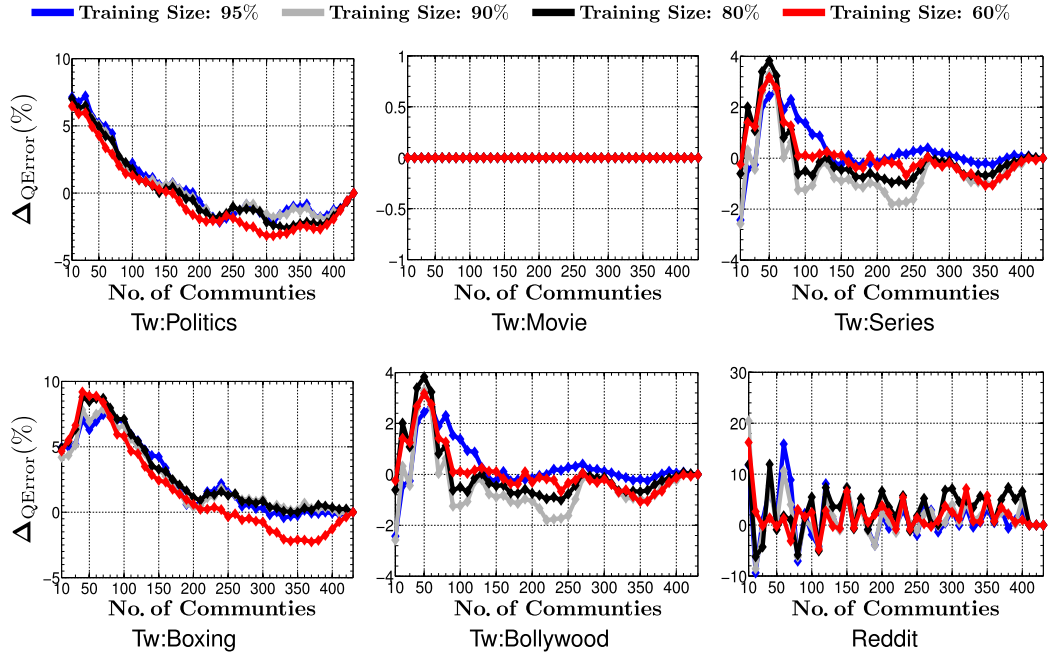 Training Size: 95% Training Size: 90% Training Size: 80% Training Size: 60%
Δ_QError(%)
10
5
0
−5
10 50 100 150 200 250 300 350 400
No. of Communties
Tw:Politics
1
0.5
0
−0.5
−1
10 50 100 150 200 250 300 350 400
No. of Communties
Tw:Movie
4
2
0
−2
−4
10 50 100 150 200 250 300 350 400
No. of Communties
Tw:Series
Δ_QError(%)
10
5
0
−5
10 50 100 150 200 250 300 350 400
No. of Communties
Tw:Boxing
4
2
0
−2
−4
10 50 100 150 200 250 300 350 400
No. of Communties
Tw:Bollywood
30
20
10
0
−10
10 50 100 150 200 250 300 350 400
No. of Communties
Reddit